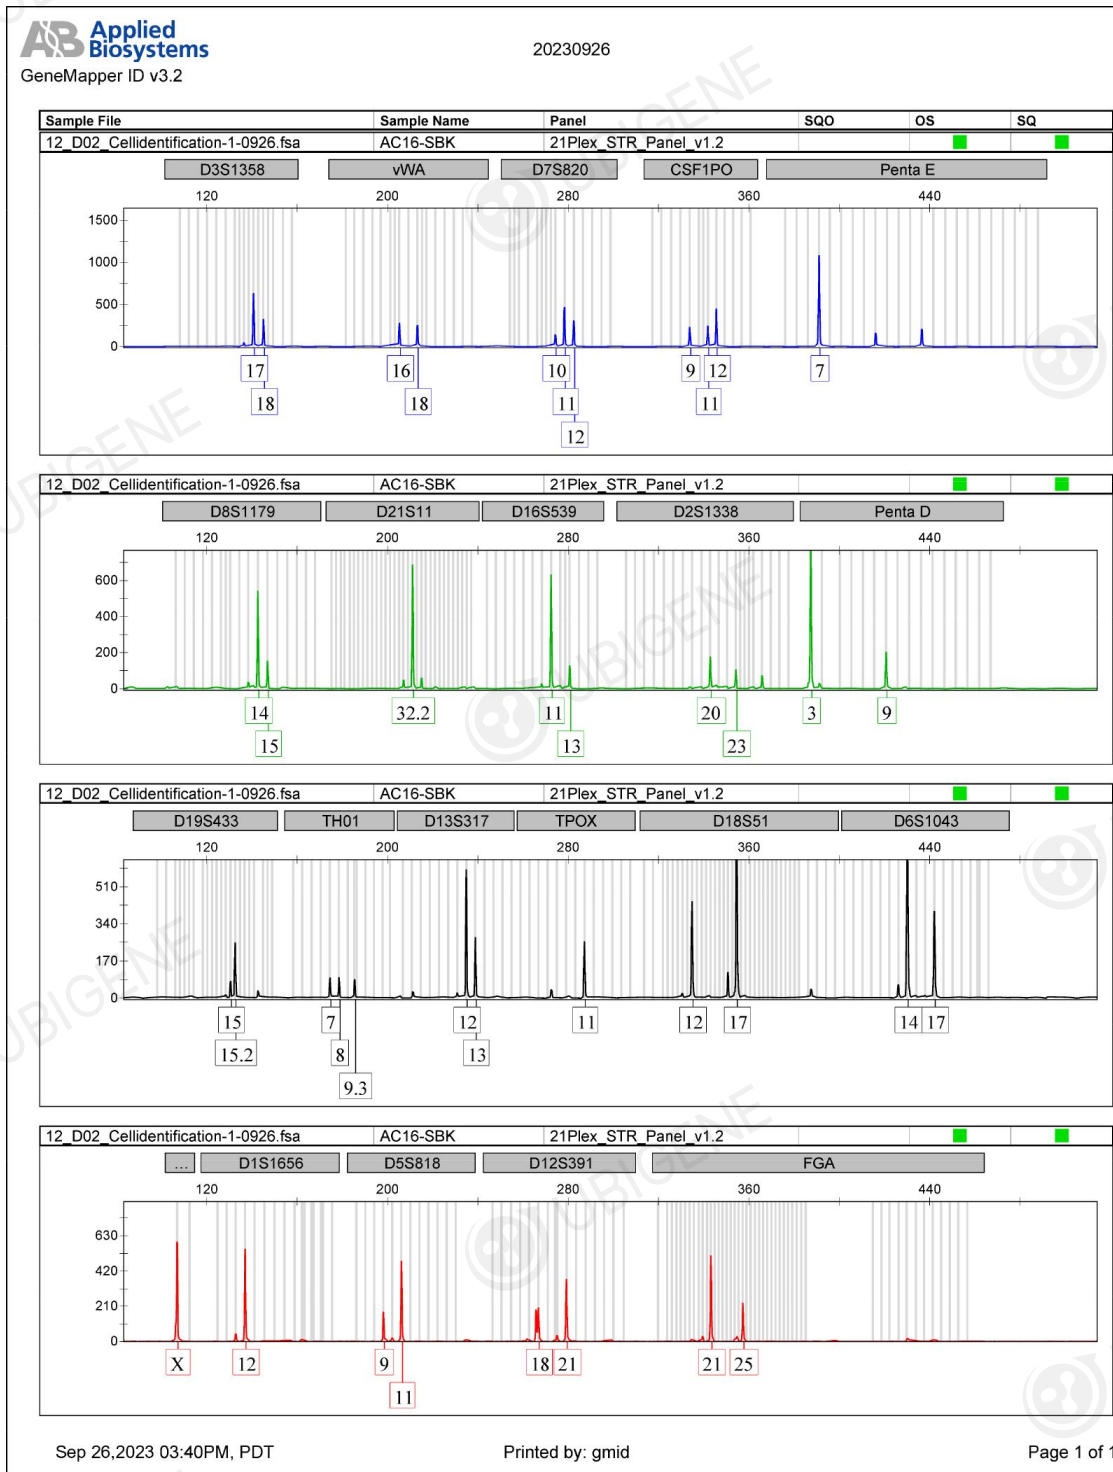 AB Applied
Biosystems
GeneMapper ID v3.2
20230926
Sample File Sample Name Panel SQO OS SQ
12_D02_Cellidentification-1-0926.fsa AC16-SBK 21Plex_STR_Panel_v1.2
D3S1358 vWA D7S820 CSF1PO Penta E
120 200 280 360 440
1500
1000
500
0
17 16 10 9 12 7
18 18 11 11
12
12_D02_Cellidentification-1-0926.fsa AC16-SBK 21Plex_STR_Panel_v1.2
D8S1179 D21S11 D16S539 D2S1338 Penta D
120 200 280 360 440
600
400
200
0
14 32.2 11 20 3 9
15 13 23
12_D02_Cellidentification-1-0926.fsa AC16-SBK 21Plex_STR_Panel_v1.2
D19S433 TH01 D13S317 TPOX D18S51 D6S1043
120 200 280 360 440
510
340
170
0
15 7 12 11 12 17 14 17
15.2 8 13
9.3
12_D02_Cellidentification-1-0926.fsa AC16-SBK 21Plex_STR_Panel_v1.2
... D1S1656 D5S818 D12S391 FGA
120 200 280 360 440
630
420
210
0
X 12 9 18 21 21 25
11
Sep 26,2023 03:40PM, PDT Printed by: gmid Page 1 of 1
UBIGENE
UBIGENE
UBIGENE
UBIGENE
UBIGENE
UBIGENE
UBIGENE